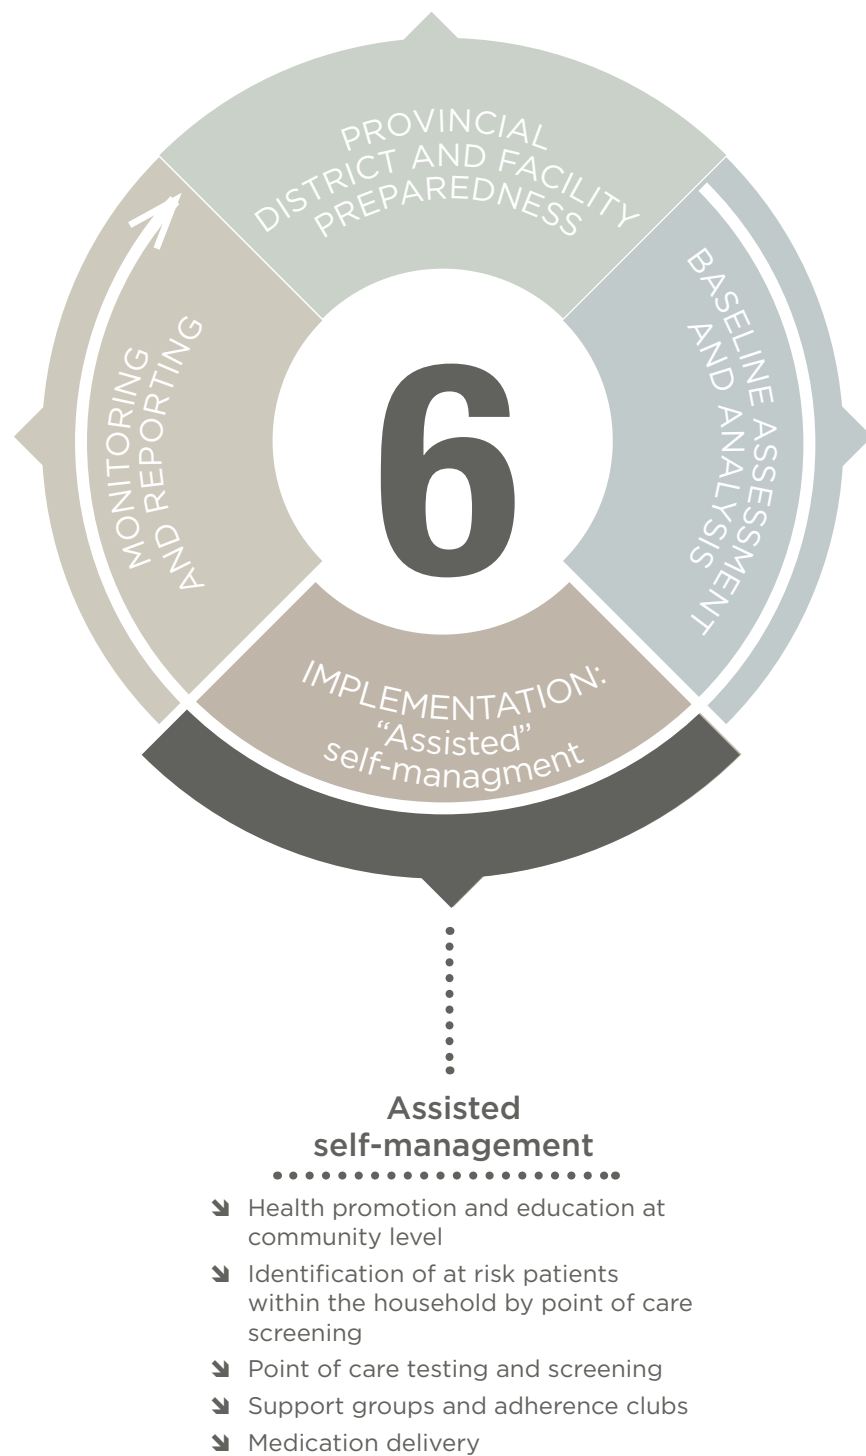 PROVINCIAL
DISTRICT AND FACILITY
PREPAREDNESS
BASELINE ASSESSMENT
AND ANALYSIS
MONITORING
AND REPORTING
6
IMPLEMENTATION:
“Assisted”
self-managment
Assisted
self-management
Health promotion and education at
community level
Identification of at risk patients
within the household by point of care
screening
Point of care testing and screening
Support groups and adherence clubs
Medication delivery